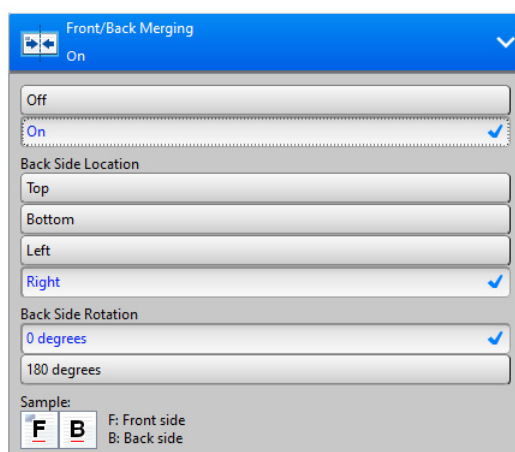 Front/Back Merging
On
Off
On
Back Side Location
Top
Bottom
Left
Right
Back Side Rotation
0 degrees
180 degrees
Sample:
F B
F: Front side
B: Back side